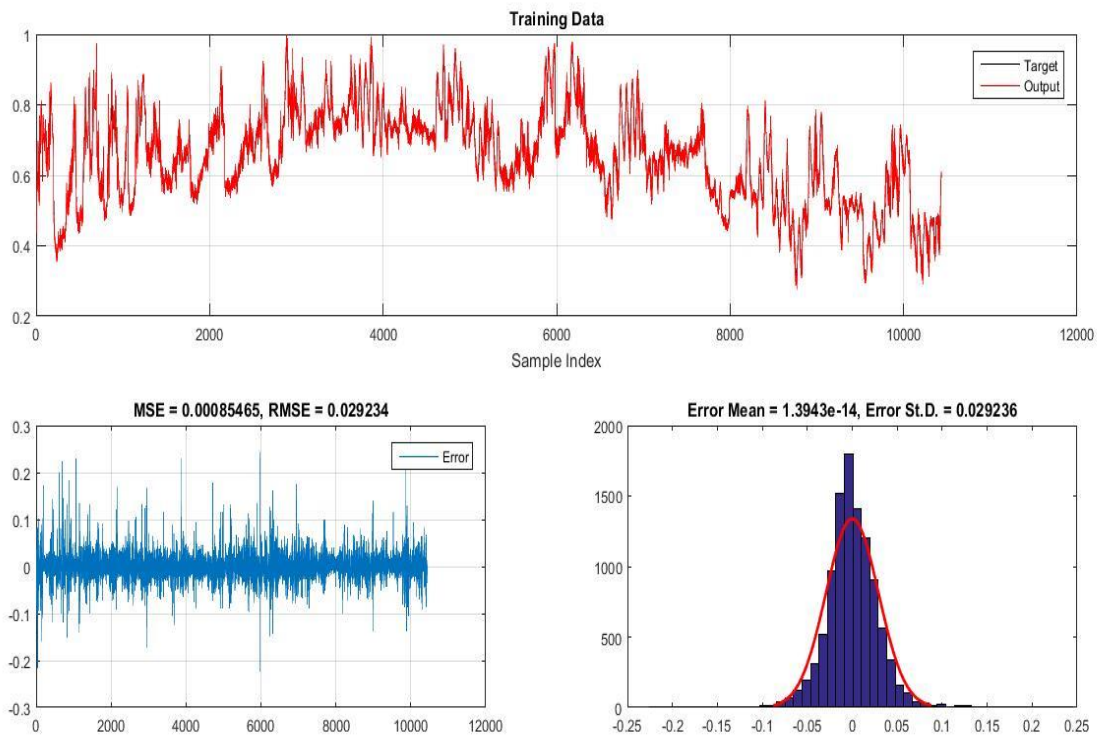 Training Data
1
0.8
0.6
0.4
0.2
Target
Output
0 2000 4000 6000 8000 10000 12000
Sample Index
MSE = 0.00085465, RMSE = 0.029234
0.3
0.2
0.1
0
-0.1
-0.2
-0.3
Error
0 2000 4000 6000 8000 10000 12000
Error Mean = 1.3943e-14, Error St.D. = 0.029236
2000
1500
1000
500
0
-0.25 -0.2 -0.15 -0.1 -0.05 0 0.05 0.1 0.15 0.2 0.25